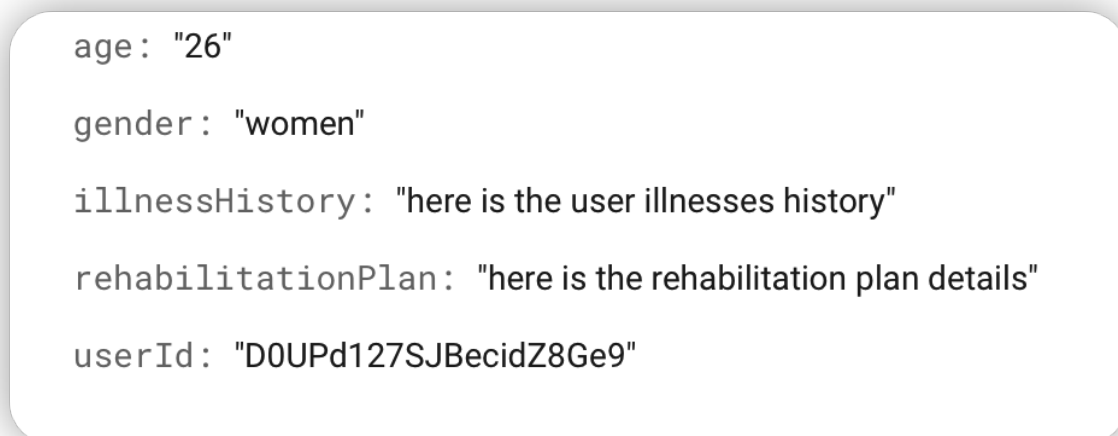 age: "26"
gender: "women"
illnessHistory: "here is the user illnesses history"
rehabilitationPlan: "here is the rehabilitation plan details"
userId: "D0UPd127SJBecidZ8Ge9"